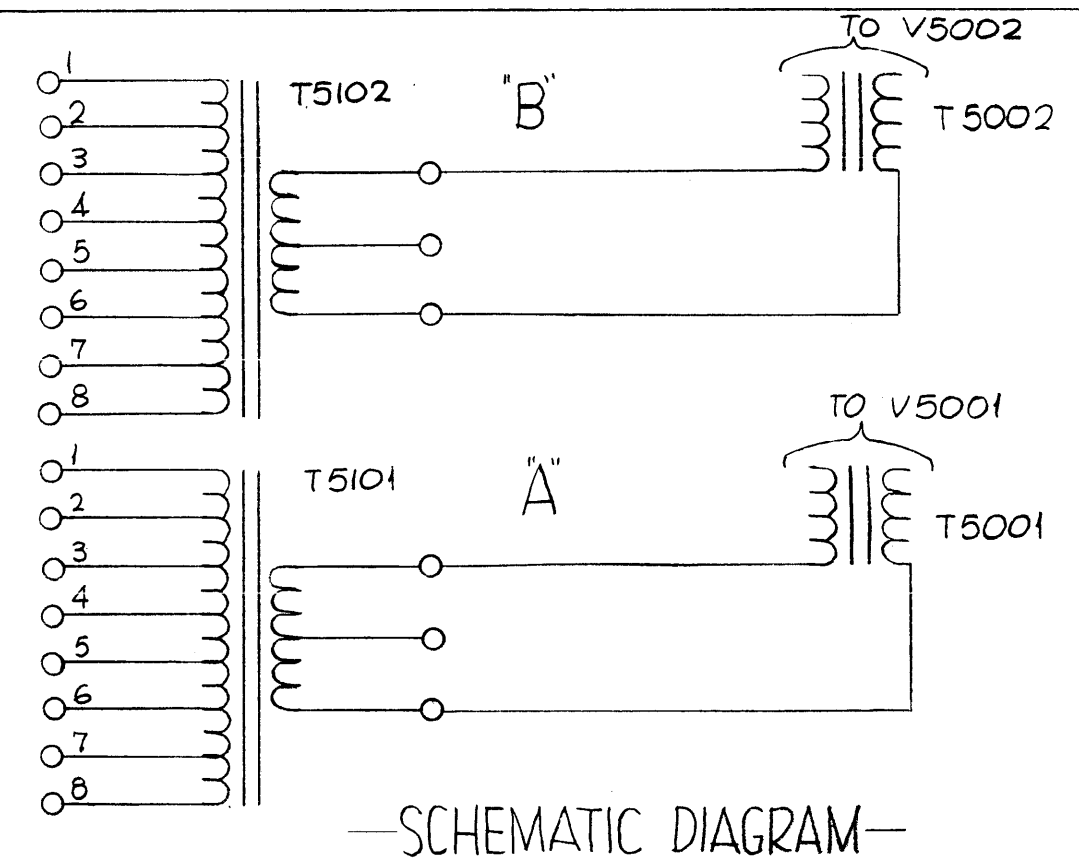 TO V5002
1
T5102
"B"
T5002
2
3
4
5
6
7
8
TO V5001
1
T5101
"A"
T5001
2
3
4
5
6
7
8
—SCHEMATIC DIAGRAM—